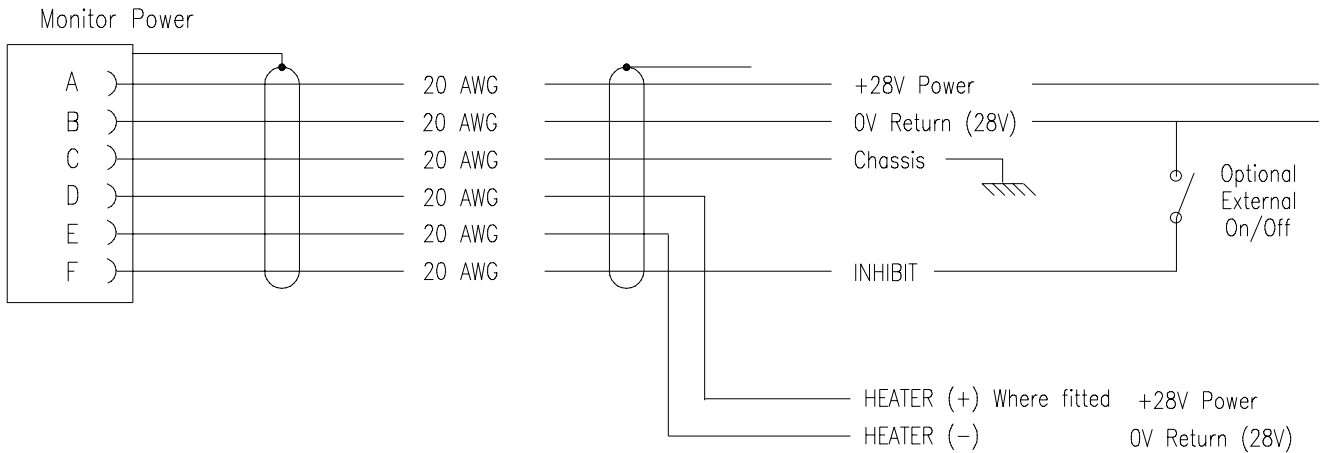 Monitor Power
A 20 AWG +28V Power
B 20 AWG 0V Return (28V)
C 20 AWG Chassis
D 20 AWG
E 20 AWG
F 20 AWG INHIBIT
Optional
External
On/Off
HEATER (+) Where fitted +28V Power
HEATER (-) 0V Return (28V)